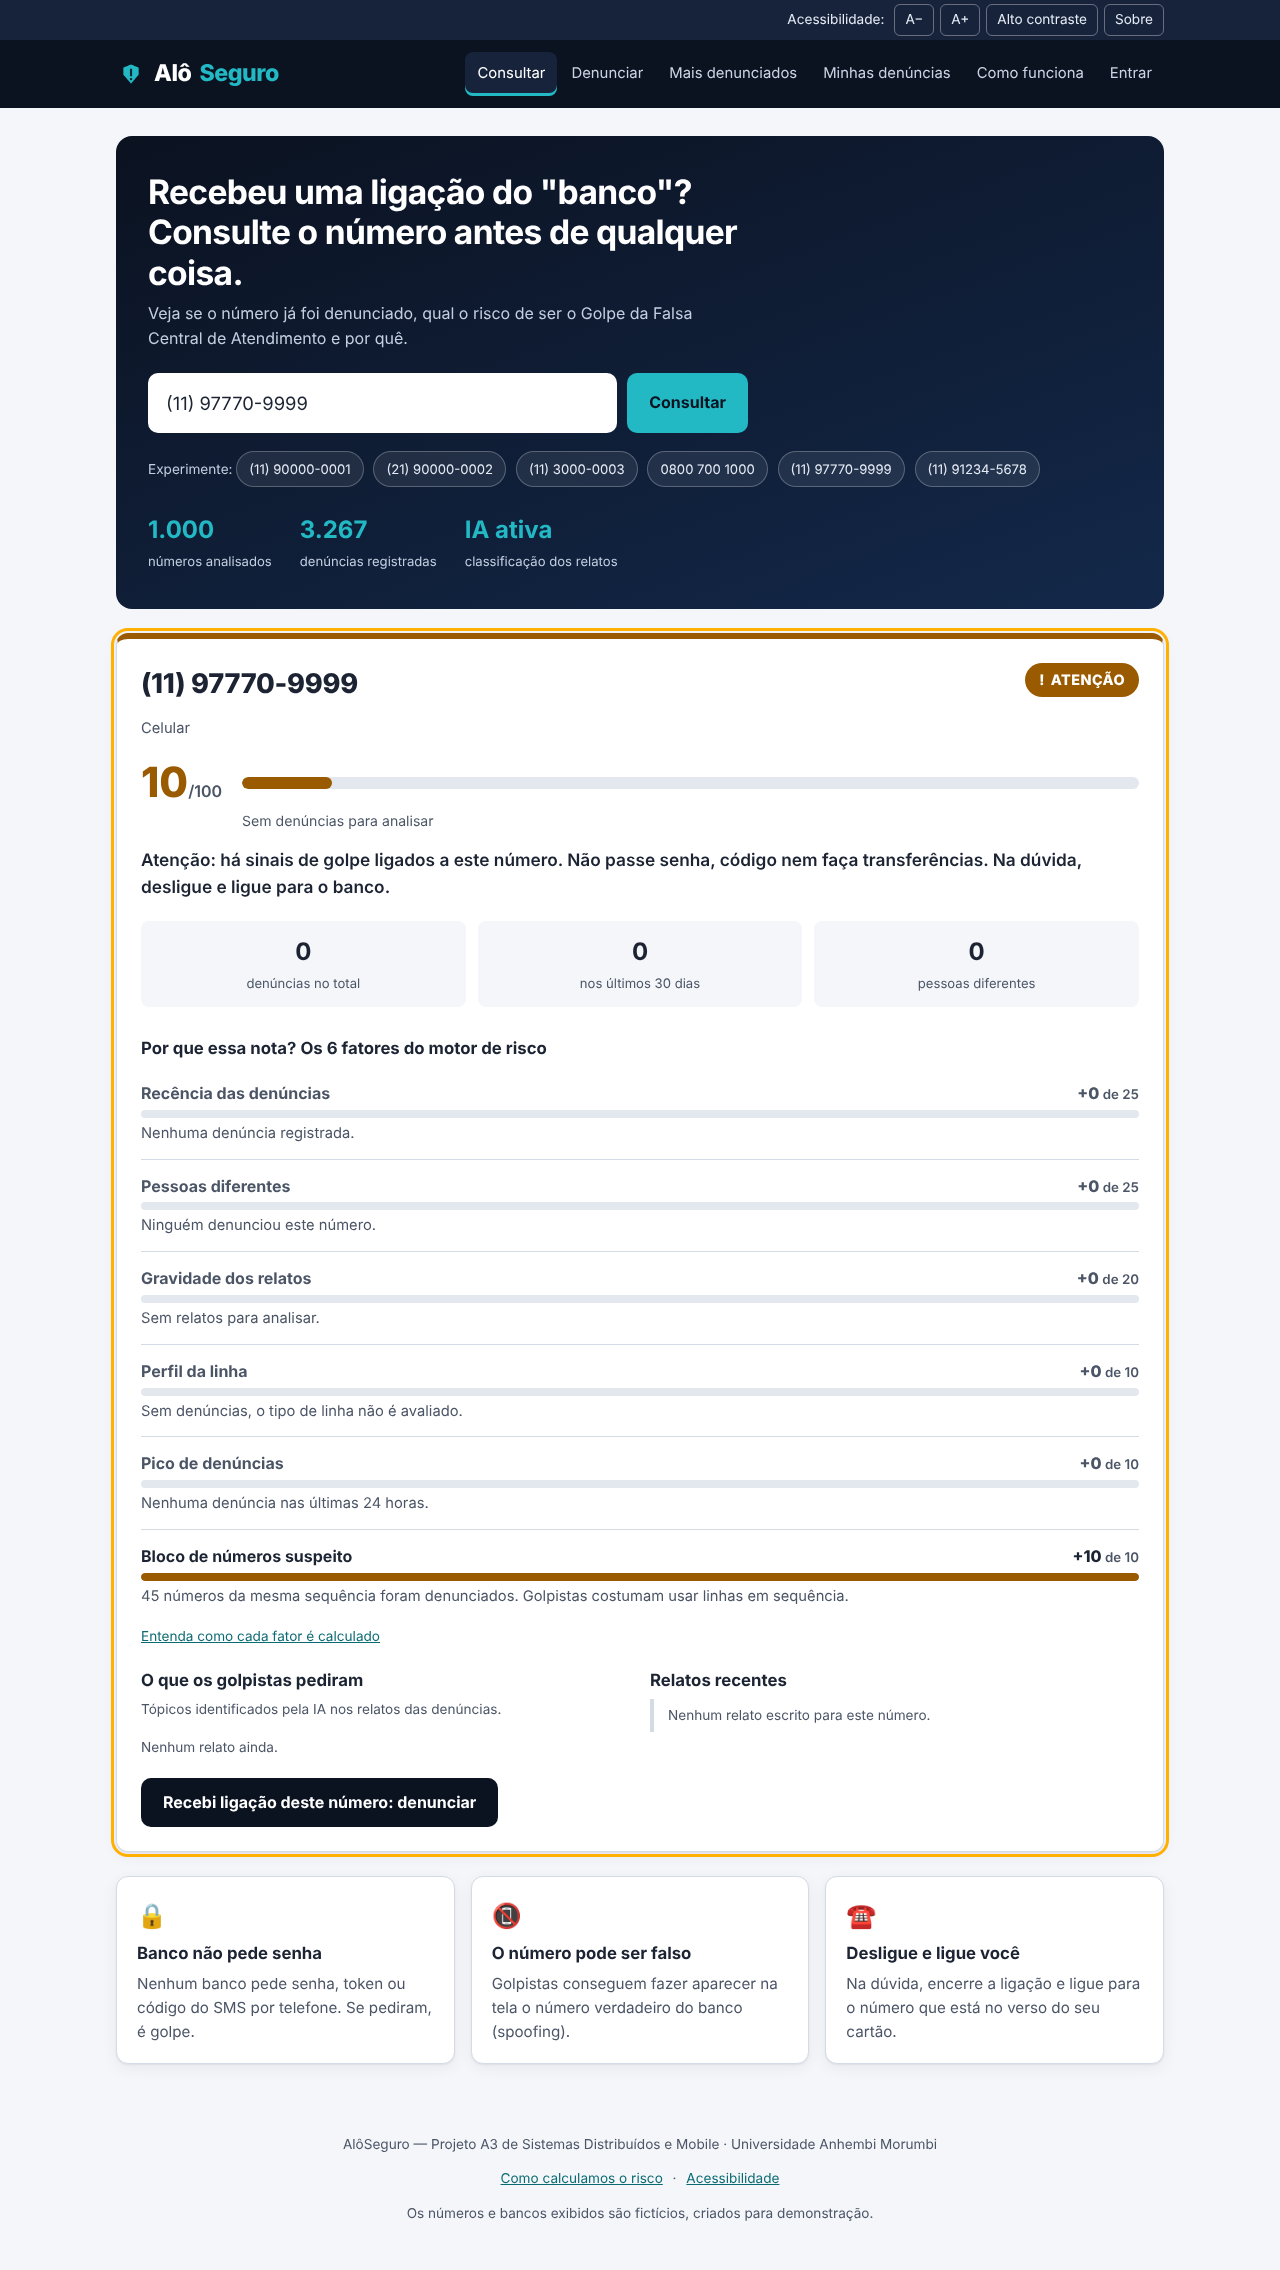 Acessibilidade: A− A+ Alto contraste Sobre
Alô Seguro Consultar Denunciar Mais denunciados Minhas denúncias Como funciona Entrar
Recebeu uma ligação do "banco"?
Consulte o número antes de qualquer
coisa.
Veja se o número já foi denunciado, qual o risco de ser o Golpe da Falsa
Central de Atendimento e por quê.
(11) 97770-9999 Consultar
Experimente: (11) 90000-0001 (21) 90000-0002 (11) 3000-0003 0800 700 1000 (11) 97770-9999 (11) 91234-5678
1.000 3.267 IA ativa
números analisados denúncias registradas classificação dos relatos
(11) 97770-9999 ! ATENÇÃO
Celular
10/100
Sem denúncias para analisar
Atenção: há sinais de golpe ligados a este número. Não passe senha, código nem faça transferências. Na dúvida,
desligue e ligue para o banco.
0 0 0
denúncias no total nos últimos 30 dias pessoas diferentes
Por que essa nota? Os 6 fatores do motor de risco
Recência das denúncias +0 de 25
Nenhuma denúncia registrada.
Pessoas diferentes +0 de 25
Ninguém denunciou este número.
Gravidade dos relatos +0 de 20
Sem relatos para analisar.
Perfil da linha +0 de 10
Sem denúncias, o tipo de linha não é avaliado.
Pico de denúncias +0 de 10
Nenhuma denúncia nas últimas 24 horas.
Bloco de números suspeito +10 de 10
45 números da mesma sequência foram denunciados. Golpistas costumam usar linhas em sequência.
Entenda como cada fator é calculado
O que os golpistas pediram
Tópicos identificados pela IA nos relatos das denúncias.
Nenhum relato ainda.
Relatos recentes
Nenhum relato escrito para este número.
Recebi ligação deste número: denunciar
Banco não pede senha
Nenhum banco pede senha, token ou
código do SMS por telefone. Se pediram,
é golpe.
O número pode ser falso
Golpistas conseguem fazer aparecer na
tela o número verdadeiro do banco
(spoofing).
Desligue e ligue você
Na dúvida, encerre a ligação e ligue para
o número que está no verso do seu
cartão.
AlôSeguro — Projeto A3 de Sistemas Distribuídos e Mobile · Universidade Anhembi Morumbi
Como calculamos o risco · Acessibilidade
Os números e bancos exibidos são fictícios, criados para demonstração.